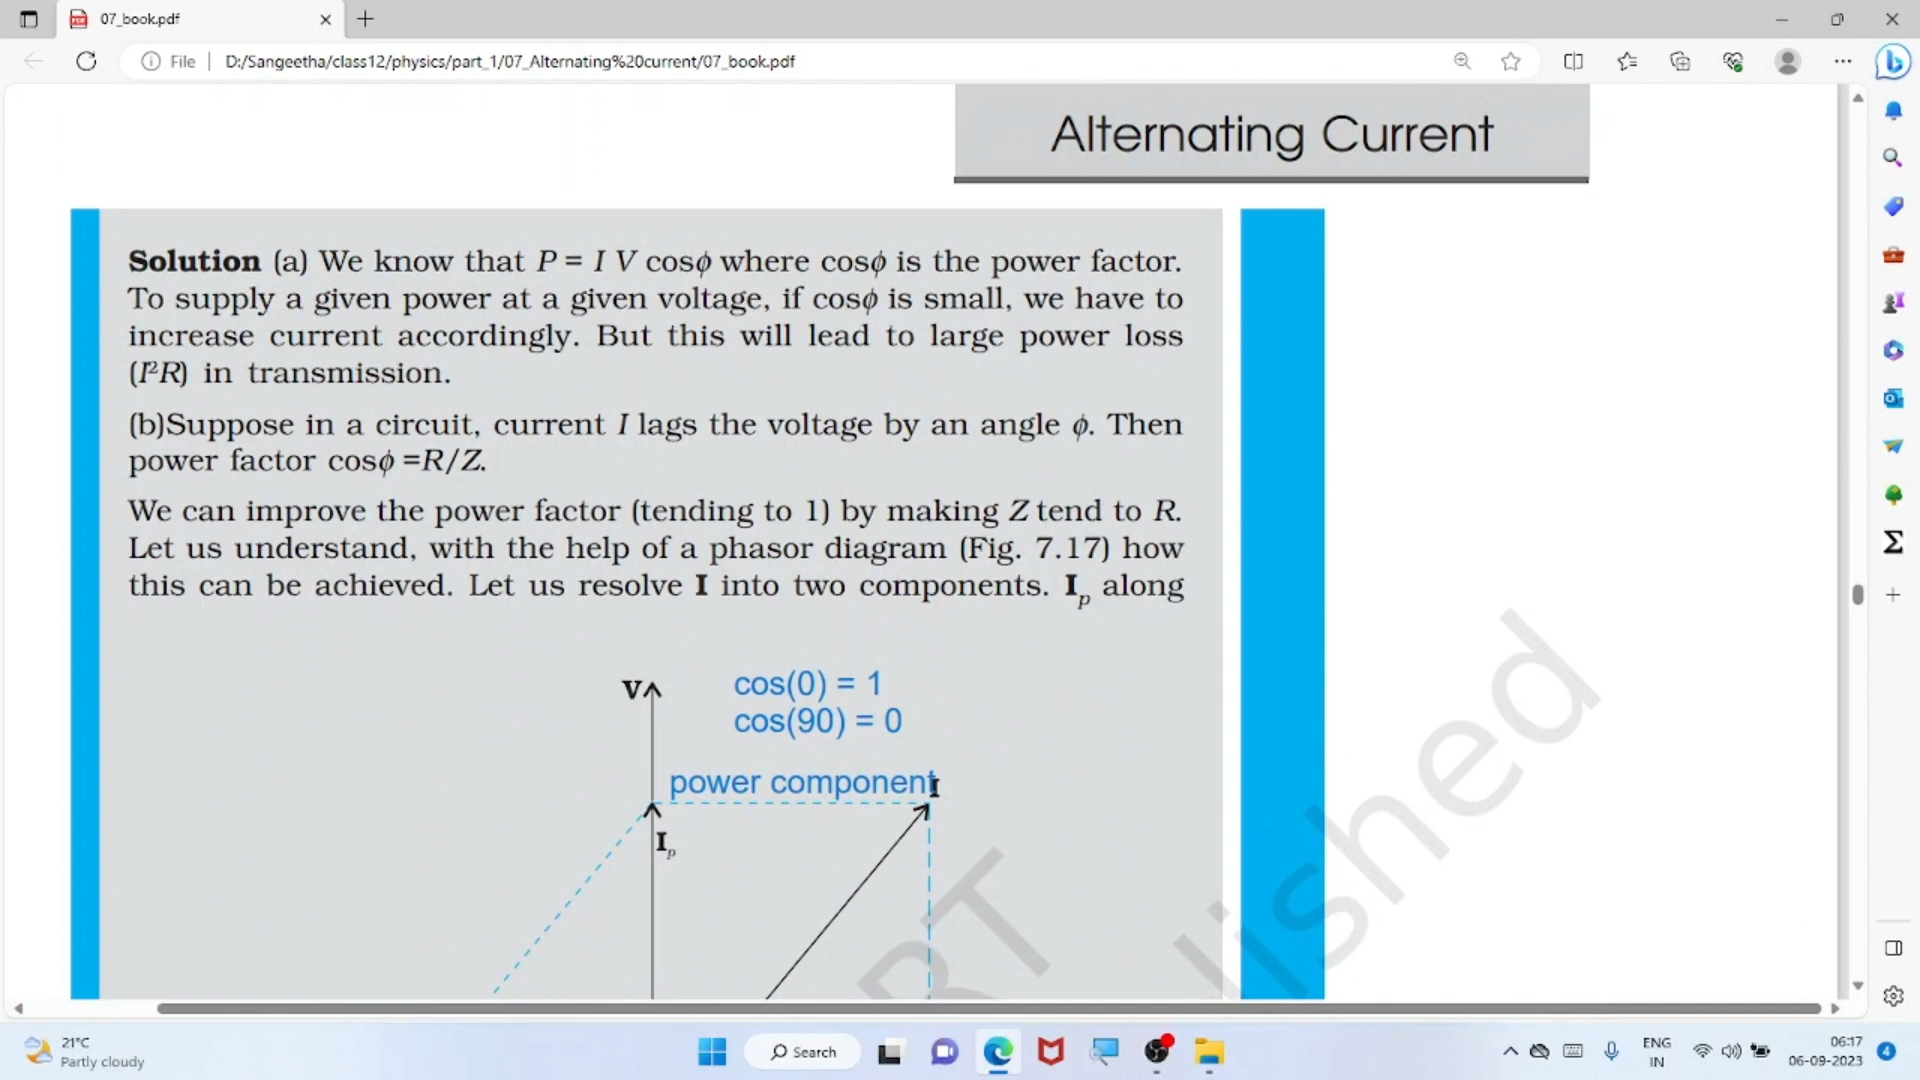 07_book.pdf
File
D:/Sangeetha/class12/physics/part_1/07_Alternating%20current/07_book.pdf
Alternating Current
Solution (a) We know that P = I V cosϕ where cosϕ is the power factor.
To supply a given power at a given voltage, if cosϕ is small, we have to
increase current accordingly. But this will lead to large power loss
(I²R) in transmission.
(b)Suppose in a circuit, current I lags the voltage by an angle ϕ. Then
power factor cosϕ =R/Z.
We can improve the power factor (tending to 1) by making Z tend to R.
Let us understand, with the help of a phasor diagram (Fig. 7.17) how
this can be achieved. Let us resolve I into two components. Iₚ along
V
cos(0) = 1
cos(90) = 0
power component
I
Iₚ
21°C
Partly cloudy
Search
ENG
IN
06:17
06-09-2023
4